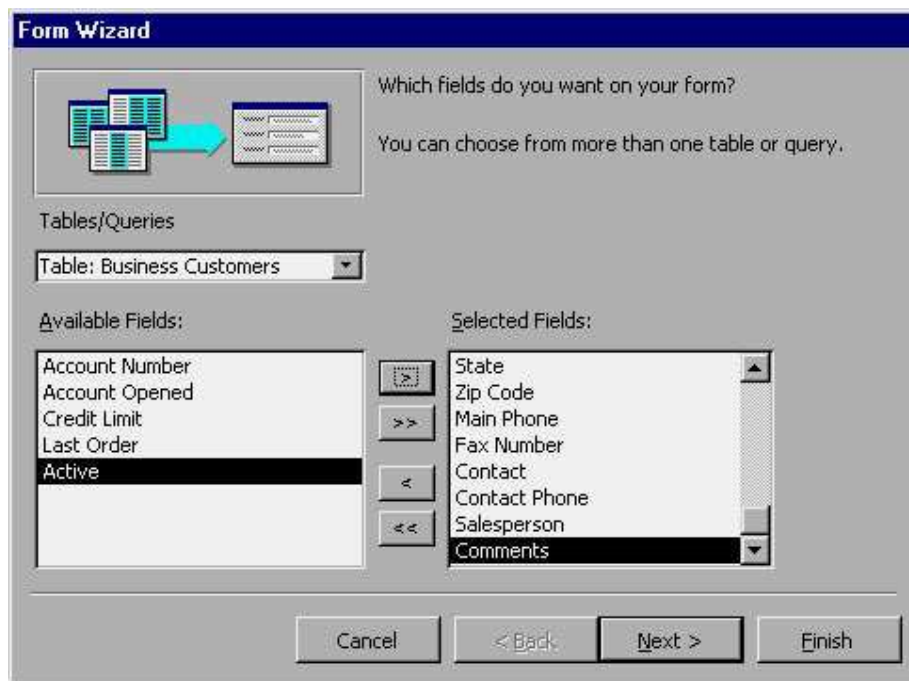 Form Wizard
Which fields do you want on your form?
You can choose from more than one table or query.
Tables/Queries
Table: Business Customers
Available Fields:
Account Number
Account Opened
Credit Limit
Last Order
Active
>
>>
<
<<
Selected Fields:
State
Zip Code
Main Phone
Fax Number
Contact
Contact Phone
Salesperson
Comments
Cancel
< Back
Next >
Finish